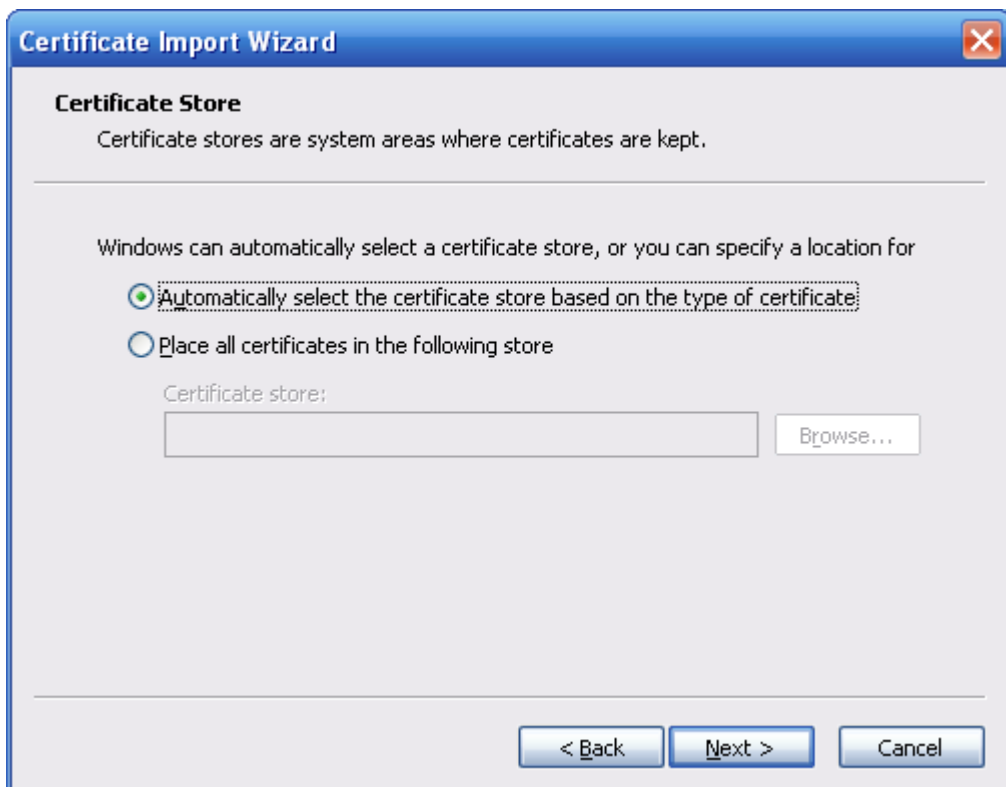 Certificate Import Wizard
Certificate Store
Certificate stores are system areas where certificates are kept.
Windows can automatically select a certificate store, or you can specify a location for
Automatically select the certificate store based on the type of certificate
Place all certificates in the following store
Certificate store:
Browse...
< Back Next > Cancel